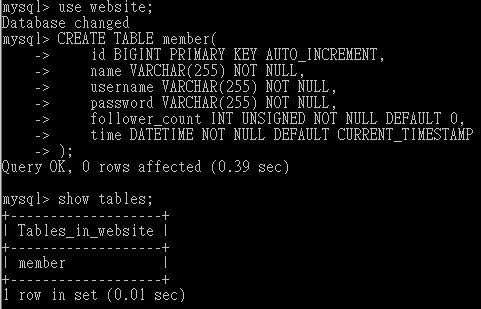 mysql> use website;
Database changed
mysql> CREATE TABLE member(
    -> id BIGINT PRIMARY KEY AUTO_INCREMENT,
    -> name VARCHAR(255) NOT NULL,
    -> username VARCHAR(255) NOT NULL,
    -> password VARCHAR(255) NOT NULL,
    -> follower_count INT UNSIGNED NOT NULL DEFAULT 0,
    -> time DATETIME NOT NULL DEFAULT CURRENT_TIMESTAMP
    -> );
Query OK, 0 rows affected (0.39 sec)
mysql> show tables;
+-------------------+
| Tables_in_website |
+-------------------+
| member            |
+-------------------+
1 row in set (0.01 sec)